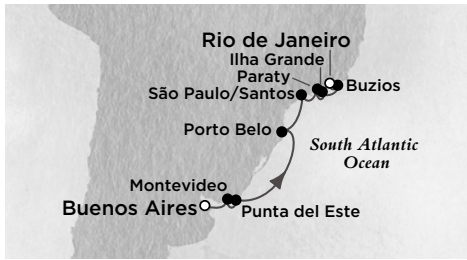 Rio de Janeiro
Ilha Grande
Paraty
São Paulo/Santos
Buzios
Porto Belo
South Atlantic
Ocean
Montevideo
Buenos Aires
Punta del Este